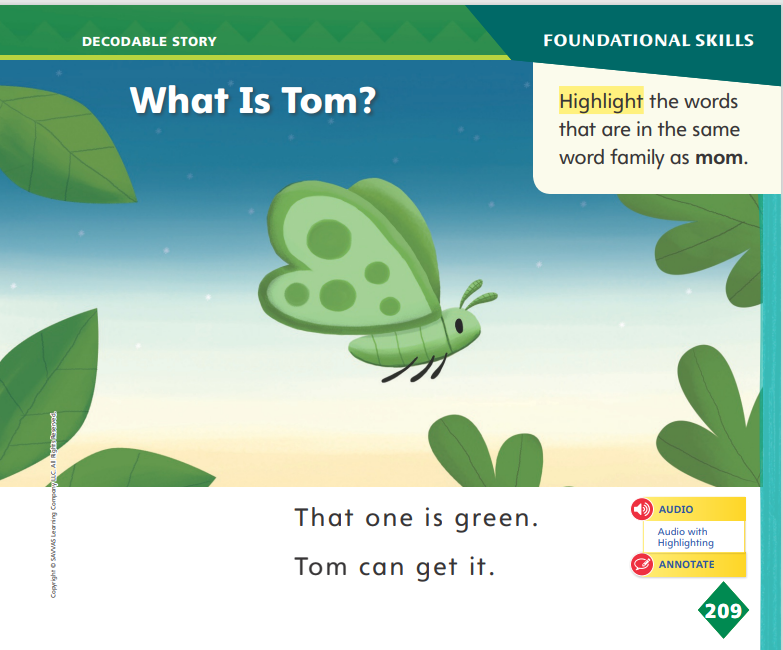 DECODABLE STORY
FOUNDATIONAL SKILLS
What Is Tom?
Highlight the words
that are in the same
word family as mom.
That one is green.
Tom can get it.
AUDIO
Audio with
Highlighting
ANNOTATE
209
Copyright © SAVVAS Learning Company LLC. All Rights Reserved.